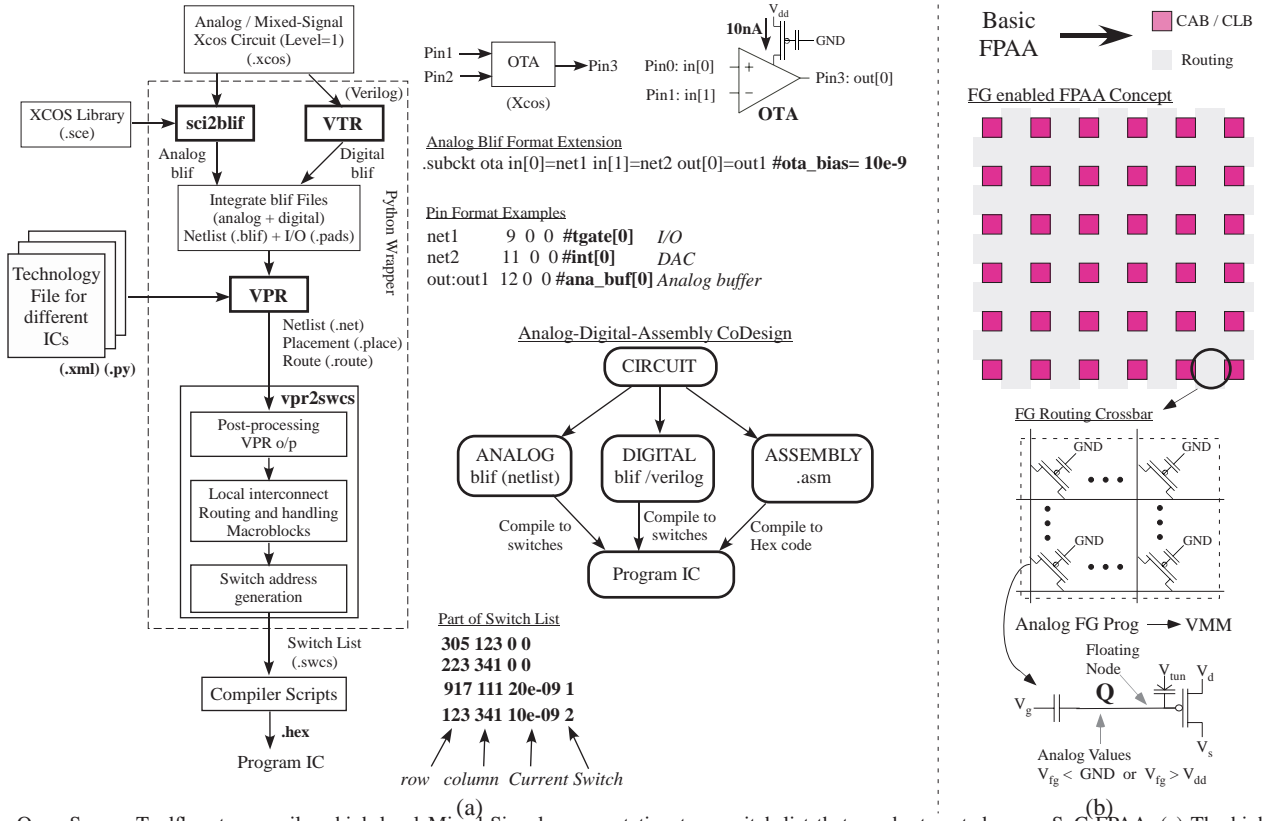 Analog / Mixed-Signal
Xcos Circuit (Level=1)
(.xcos)
XCOS Library
(.sce)
sci2blif
(Verilog)
VTR
Analog
blif
Digital
blif
Integrate blif Files
(analog + digital)
Netlist (.blif) + I/O (.pads)
Python Wrapper
Technology
File for
different
ICs
(.xml) (.py)
VPR
Netlist (.net)
Placement (.place)
Route (.route)
vpr2swcs
Post-processing
VPR o/p
Local interconnect
Routing and handling
Macroblocks
Switch address
generation
Switch List
(.swcs)
Compiler Scripts
.hex
Program IC
Pin1
Pin2
OTA
Pin3
(Xcos)
Vdd
10nA
GND
Pin0: in[0]
Pin1: in[1]
+
−
Pin3: out[0]
OTA
Analog Blif Format Extension
.subckt ota in[0]=net1 in[1]=net2 out[0]=out1 #ota_bias= 10e-9
Pin Format Examples
net1 9 0 0 #tgate[0] I/O
net2 11 0 0 #int[0] DAC
out:out1 12 0 0 #ana_buf[0] Analog buffer
Analog-Digital-Assembly CoDesign
CIRCUIT
ANALOG
blif (netlist)
DIGITAL
blif /verilog
ASSEMBLY
.asm
Compile to
switches
Compile to
switches
Compile to
Hex code
Program IC
Part of Switch List
305 123 0 0
223 341 0 0
917 111 20e-09 1
123 341 10e-09 2
row column Current Switch
(a)
Basic
FPAA
CAB / CLB
Routing
FG enabled FPAA Concept
FG Routing Crossbar
GND
GND
GND
GND
Analog FG Prog
VMM
Floating
Node
Vtun
Vd
Vg
Q
Vs
Analog Values
Vfg < GND or Vfg > Vdd
(b)